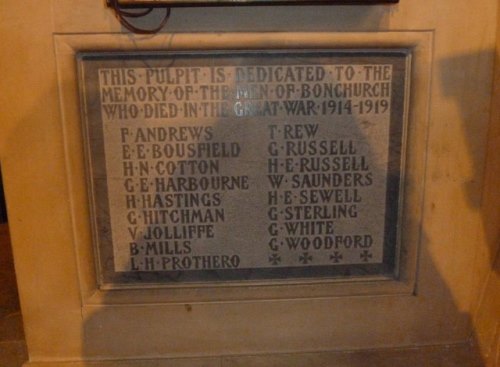 THIS·PULPIT·IS·DEDICATED·TO·THE
MEMORY·OF·THE·MEN·OF·BONCHURCH
WHO·DIED·IN·THE·GREAT·WAR·1914-1919
F·ANDREWS
E·E·BOUSFIELD
H·N·COTTON
G·E·HARBOURNE
H·HASTINGS
G·HITCHMAN
V·JOLLIFFE
B·MILLS
L·H·PROTHERO
T·REW
G·RUSSELL
H·E·RUSSELL
W·SAUNDERS
H·E·SEWELL
G·STERLING
G·WHITE
G·WOODFORD